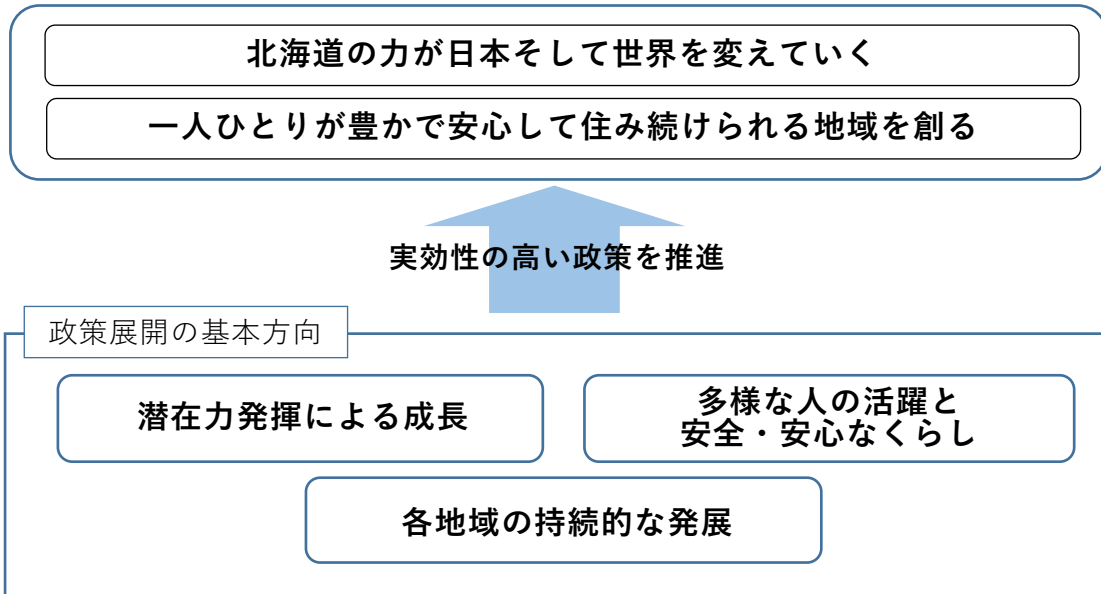 北海道の力が日本そして世界を変えていく
一人ひとりが豊かで安心して住み続けられる地域を創る
実効性の高い政策を推進
政策展開の基本方向
潜在力発揮による成長
多様な人の活躍と
安全・安心なくらし
各地域の持続的な発展